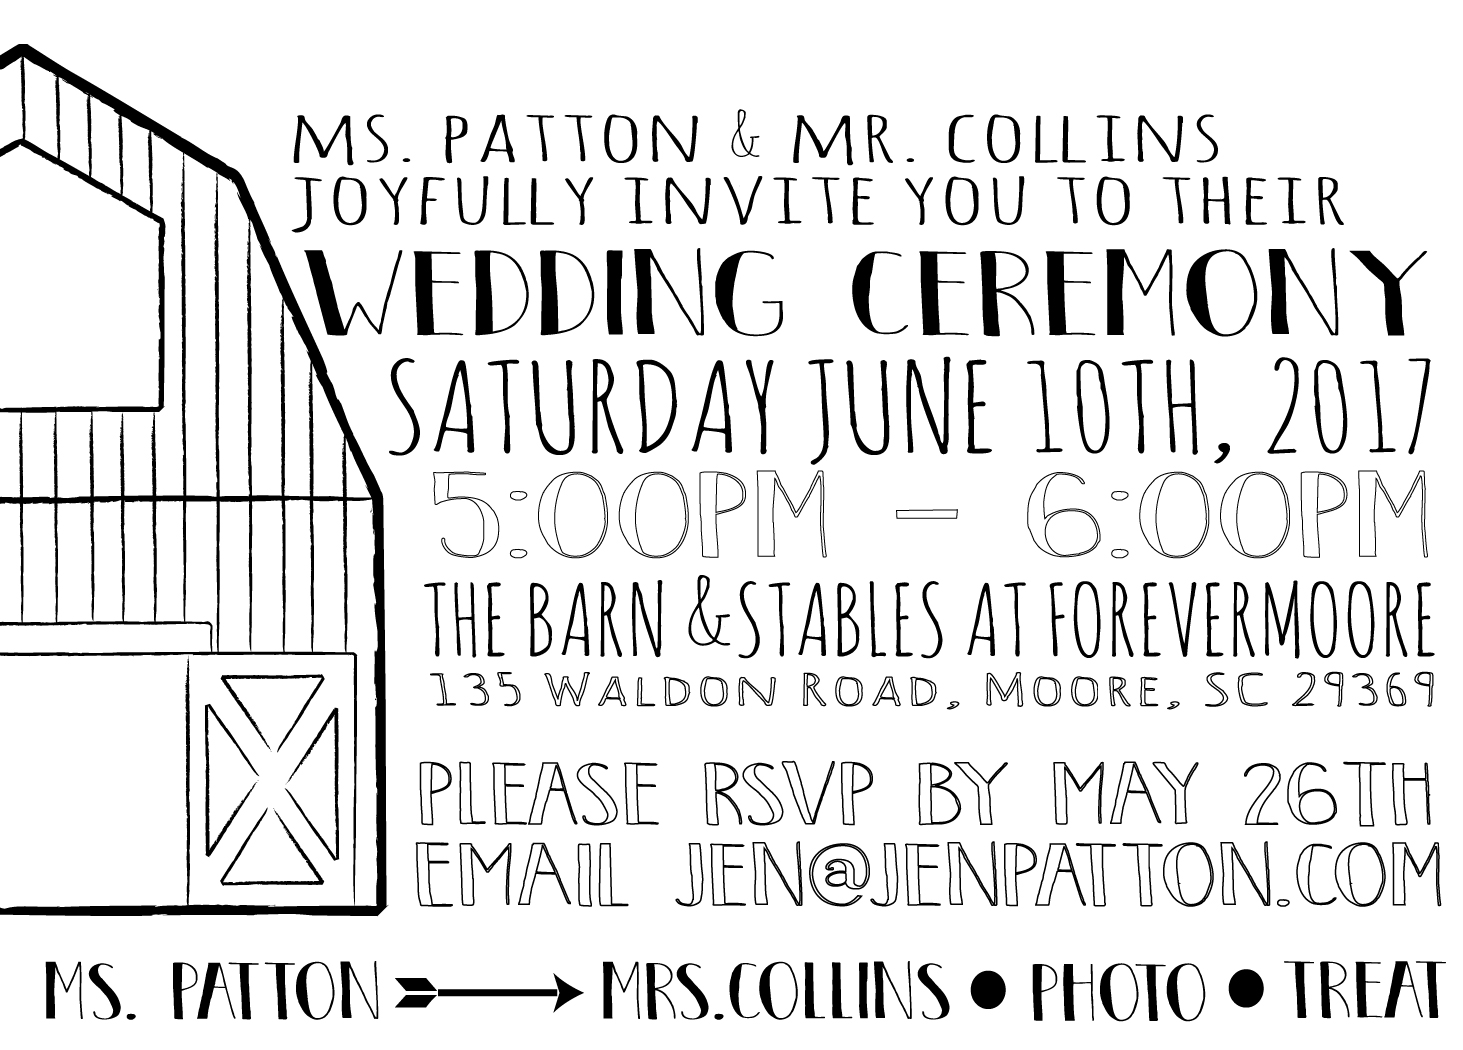 MS. PATTON & MR. COLLINS
JOYFULLY INVITE YOU TO THEIR
WEDDING CEREMONY
SATURDAY JUNE 10TH, 2017
5:00PM - 6:00PM
THE BARN & STABLES AT FOREVERMOORE
135 WALDON ROAD, MOORE, SC 29369
PLEASE RSVP BY MAY 26TH
EMAIL JEN@JENPATTON.COM
MS. PATTON → MRS.COLLINS ● PHOTO ● TREAT